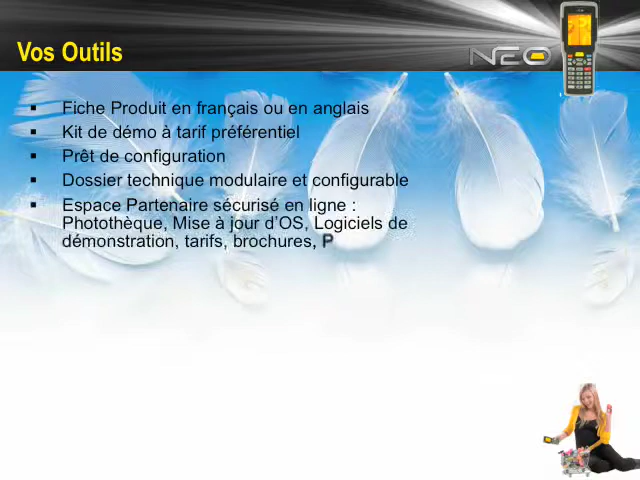 Vos Outils
NEO
Fiche Produit en français ou en anglais
Kit de démo à tarif préférentiel
Prêt de configuration
Dossier technique modulaire et configurable
Espace Partenaire sécurisé en ligne :
Photothèque, Mise à jour d’OS, Logiciels de
démonstration, tarifs, brochures, P